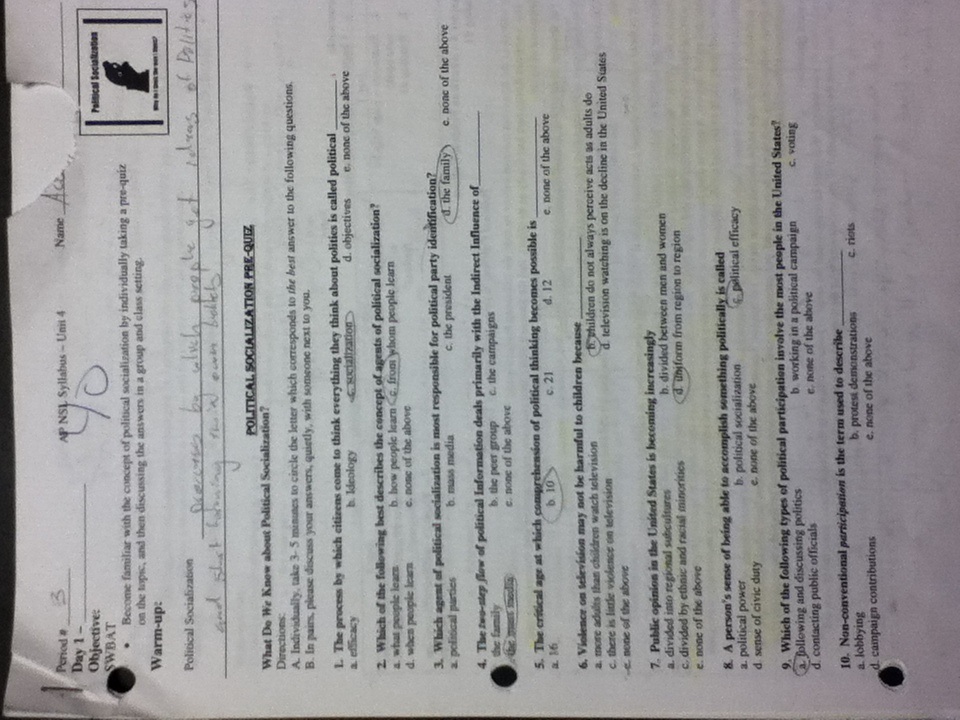 Period # 3 AP NSL Syllabus – Unit 4 Name
Day 1 –
40
Objective:
SWBAT
Political Socialization
• Become familiar with the concept of political socialization by individually taking a pre-quiz
on the topic, and then discussing the answers in a group and class setting.
Warm-up:
Political Socialization process by which people get ideas of Politics
and start forming their own beliefs
POLITICAL SOCIALIZATION PRE-QUIZ
What Do We Know about Political Socialization?
Directions:
A. Individually, take 3- 5 minutes to circle the letter which corresponds to the best answer to the following questions.
B. In pairs, please discuss your answers, quietly, with someone next to you.
1. The process by which citizens come to think everything they think about politics is called political ________ .
a. efficacy b. Ideology c. socialization d. objectives e. none of the above
2. Which of the following best describes the concept of agents of political socialization?
a. what people learn b. how people learn c. from whom people learn
d. when people learn e. none of the above
3. Which agent of political socialization is most responsible for political party identification?
a. political parties b. mass media c. the president d. the family e. none of the above
4. The two-step flow of political Information deals primarily with the Indirect Influence of____________
the family b. the peer group c. the campaigns
the mass media e. none of the above
5. The critical age at which comprehension of political thinking becomes possible is ________________
a. 16 b. 10 c. 21 d. 12 e. none of the above
6. Violence on television may not be harmful to children because _____________
a. more adults than children watch television b. children do not always perceive acts as adults do
c. there is little violence on television d. television watching is on the decline in the United States
e. none of the above
7. Public opinion in the United States is becoming increasingly
a. divided into regional subcultures b. divided between men and women
c. divided by ethnic and racial minorities d. uniform from region to region
e. none of the above
8. A person's sense of being able to accomplish something politically is called
a. political power b. political socialization c. political efficacy
d. sense of civic duty e. none of the above
9. Which of the following types of political participation involve the most people in the United States?
a. following and discussing politics b. working in a political campaign c. voting
d. contacting public officials e. none of the above
10. Non-conventional participation is the term used to describe ____________
a. lobbying b. protest demonstrations c. riots
d. campaign contributions e. none of the above